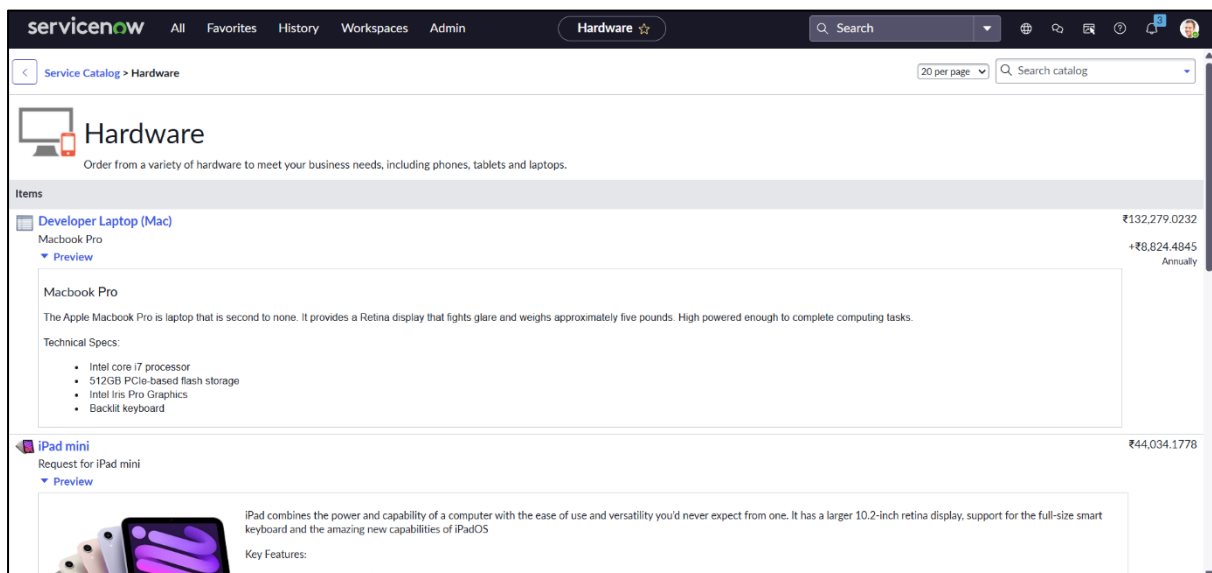 servicenow All Favorites History Workspaces Admin Hardware Search 3
Service Catalog > Hardware 20 per page Search catalog
Hardware
Order from a variety of hardware to meet your business needs, including phones, tablets and laptops.
Items
Developer Laptop (Mac) ₹132,279.0232
Macbook Pro +₹8,824.4845
Preview Annually
Macbook Pro
The Apple Macbook Pro is laptop that is second to none. It provides a Retina display that fights glare and weighs approximately five pounds. High powered enough to complete computing tasks.
Technical Specs:
Intel core i7 processor
512GB PCIe-based flash storage
Intel Iris Pro Graphics
Backlit keyboard
iPad mini ₹44,034.1778
Request for iPad mini
Preview
iPad combines the power and capability of a computer with the ease of use and versatility you'd never expect from one. It has a larger 10.2-inch retina display, support for the full-size smart
keyboard and the amazing new capabilities of iPadOS
Key Features: